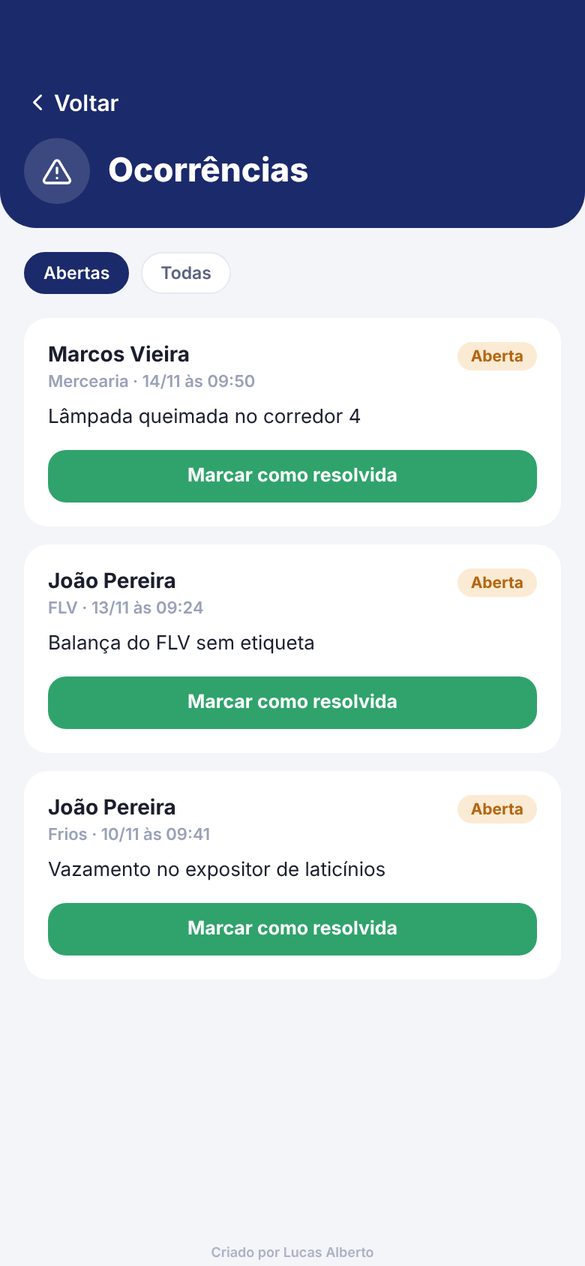 Voltar
Ocorrências
Abertas
Todas
Marcos Vieira
Aberta
Mercearia · 14/11 às 09:50
Lâmpada queimada no corredor 4
Marcar como resolvida
João Pereira
Aberta
FLV · 13/11 às 09:24
Balança do FLV sem etiqueta
Marcar como resolvida
João Pereira
Aberta
Frios · 10/11 às 09:41
Vazamento no expositor de laticínios
Marcar como resolvida
Criado por Lucas Alberto